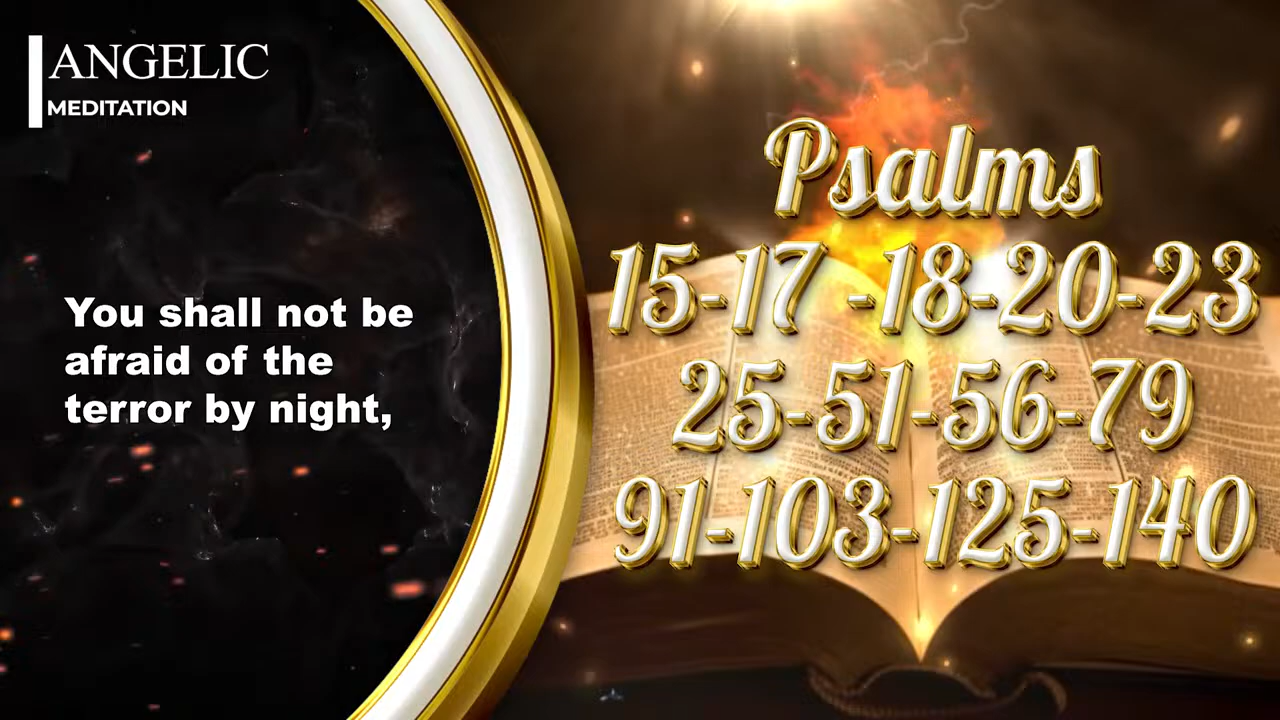 ANGELIC
MEDITATION
You shall not be
afraid of the
terror by night,
Psalms
15-17 -18-20-23
25-51-56-79
91-103-125-140